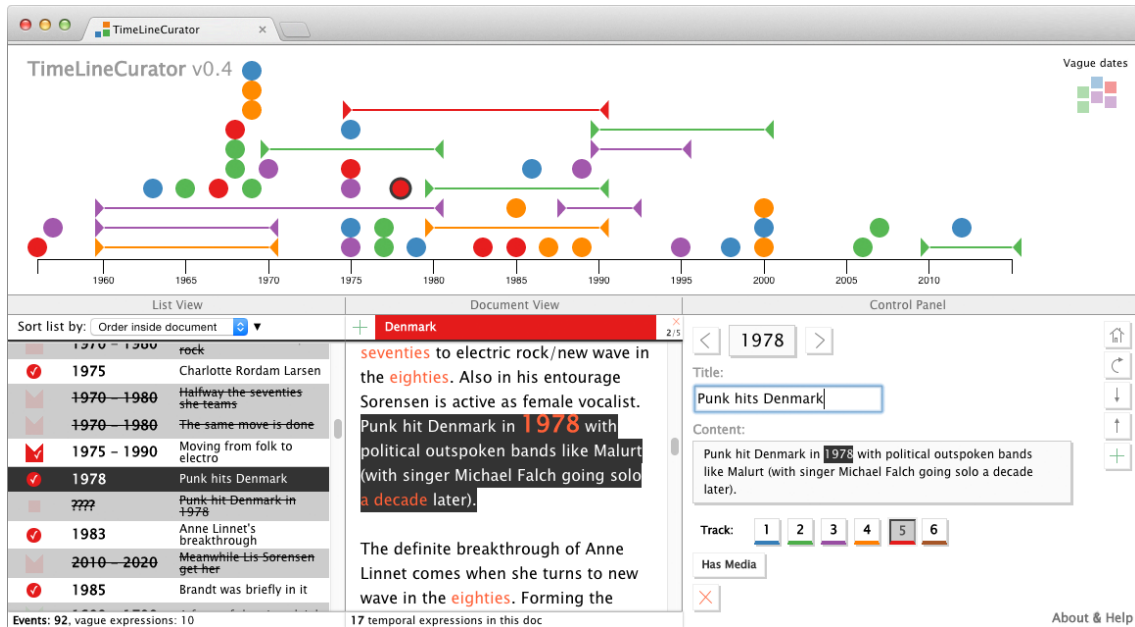 TimeLineCurator
TimeLineCurator v0.4
Vague dates
1960 1965 1970 1975 1980 1985 1990 1995 2000 2005 2010
List View
Document View
Control Panel
Sort list by: Order inside document ▼
1970 – 1980 rock
1975 Charlotte Rordam Larsen
1970 – 1980 Halfway the seventies
she teams
1970 – 1980 The same move is done
1975 – 1990 Moving from folk to
electro
1978 Punk hits Denmark
???? Punk hit Denmark in
1978
1983 Anne Linnet's
breakthrough
2010 – 2020 Meanwhile Lis Sorensen
get her
1985 Brandt was briefly in it
Events: 92, vague expressions: 10
+ Denmark × 2/5
seventies to electric rock/new wave in
the eighties. Also in his entourage
Sorensen is active as female vocalist.
Punk hit Denmark in 1978 with
political outspoken bands like Malurt
(with singer Michael Falch going solo
a decade later).
The definite breakthrough of Anne
Linnet comes when she turns to new
wave in the eighties. Forming the
17 temporal expressions in this doc
< 1978 >
Title:
Punk hits Denmark
Content:
Punk hit Denmark in 1978 with political outspoken bands
like Malurt (with singer Michael Falch going solo a decade
later).
Track: 1 2 3 4 5 6
Has Media
About & Help